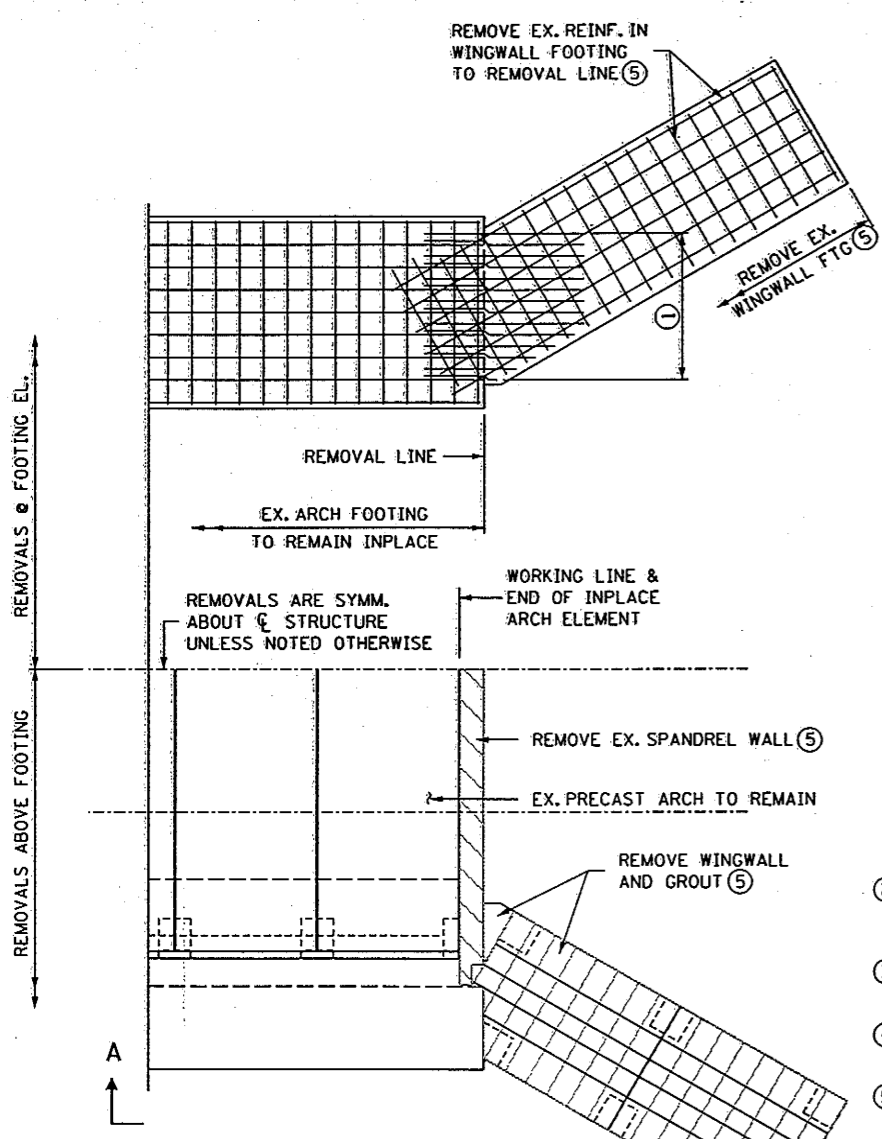 REMOVE EX. REINF. IN
WINGWALL FOOTING
TO REMOVAL LINE ⑤
REMOVE EX.
WINGWALL FTG ⑤
①
REMOVAL LINE
EX. ARCH FOOTING
TO REMAIN INPLACE
REMOVALS @ FOOTING EL.
WORKING LINE &
END OF INPLACE
ARCH ELEMENT
REMOVALS ARE SYMM.
ABOUT ℄ STRUCTURE
UNLESS NOTED OTHERWISE
REMOVE EX. SPANDREL WALL ⑤
EX. PRECAST ARCH TO REMAIN
REMOVALS ABOVE FOOTING
REMOVE WINGWALL
AND GROUT ⑤
A